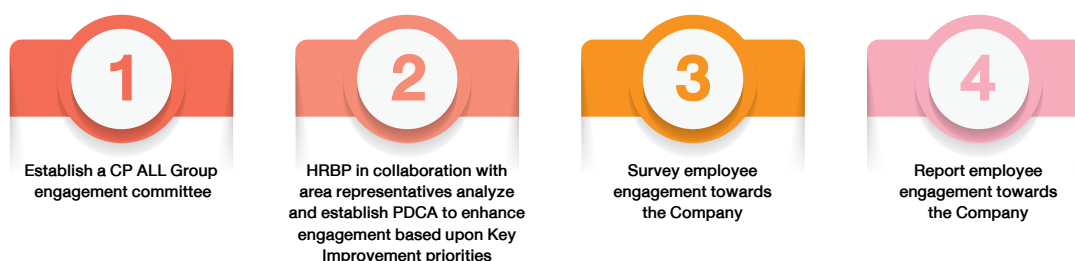 1
Establish a CP ALL Group
engagement committee
2
HRBP in collaboration with
area representatives analyze
and establish PDCA to enhance
engagement based upon Key
Improvement priorities
3
Survey employee
engagement towards
the Company
4
Report employee
engagement towards
the Company